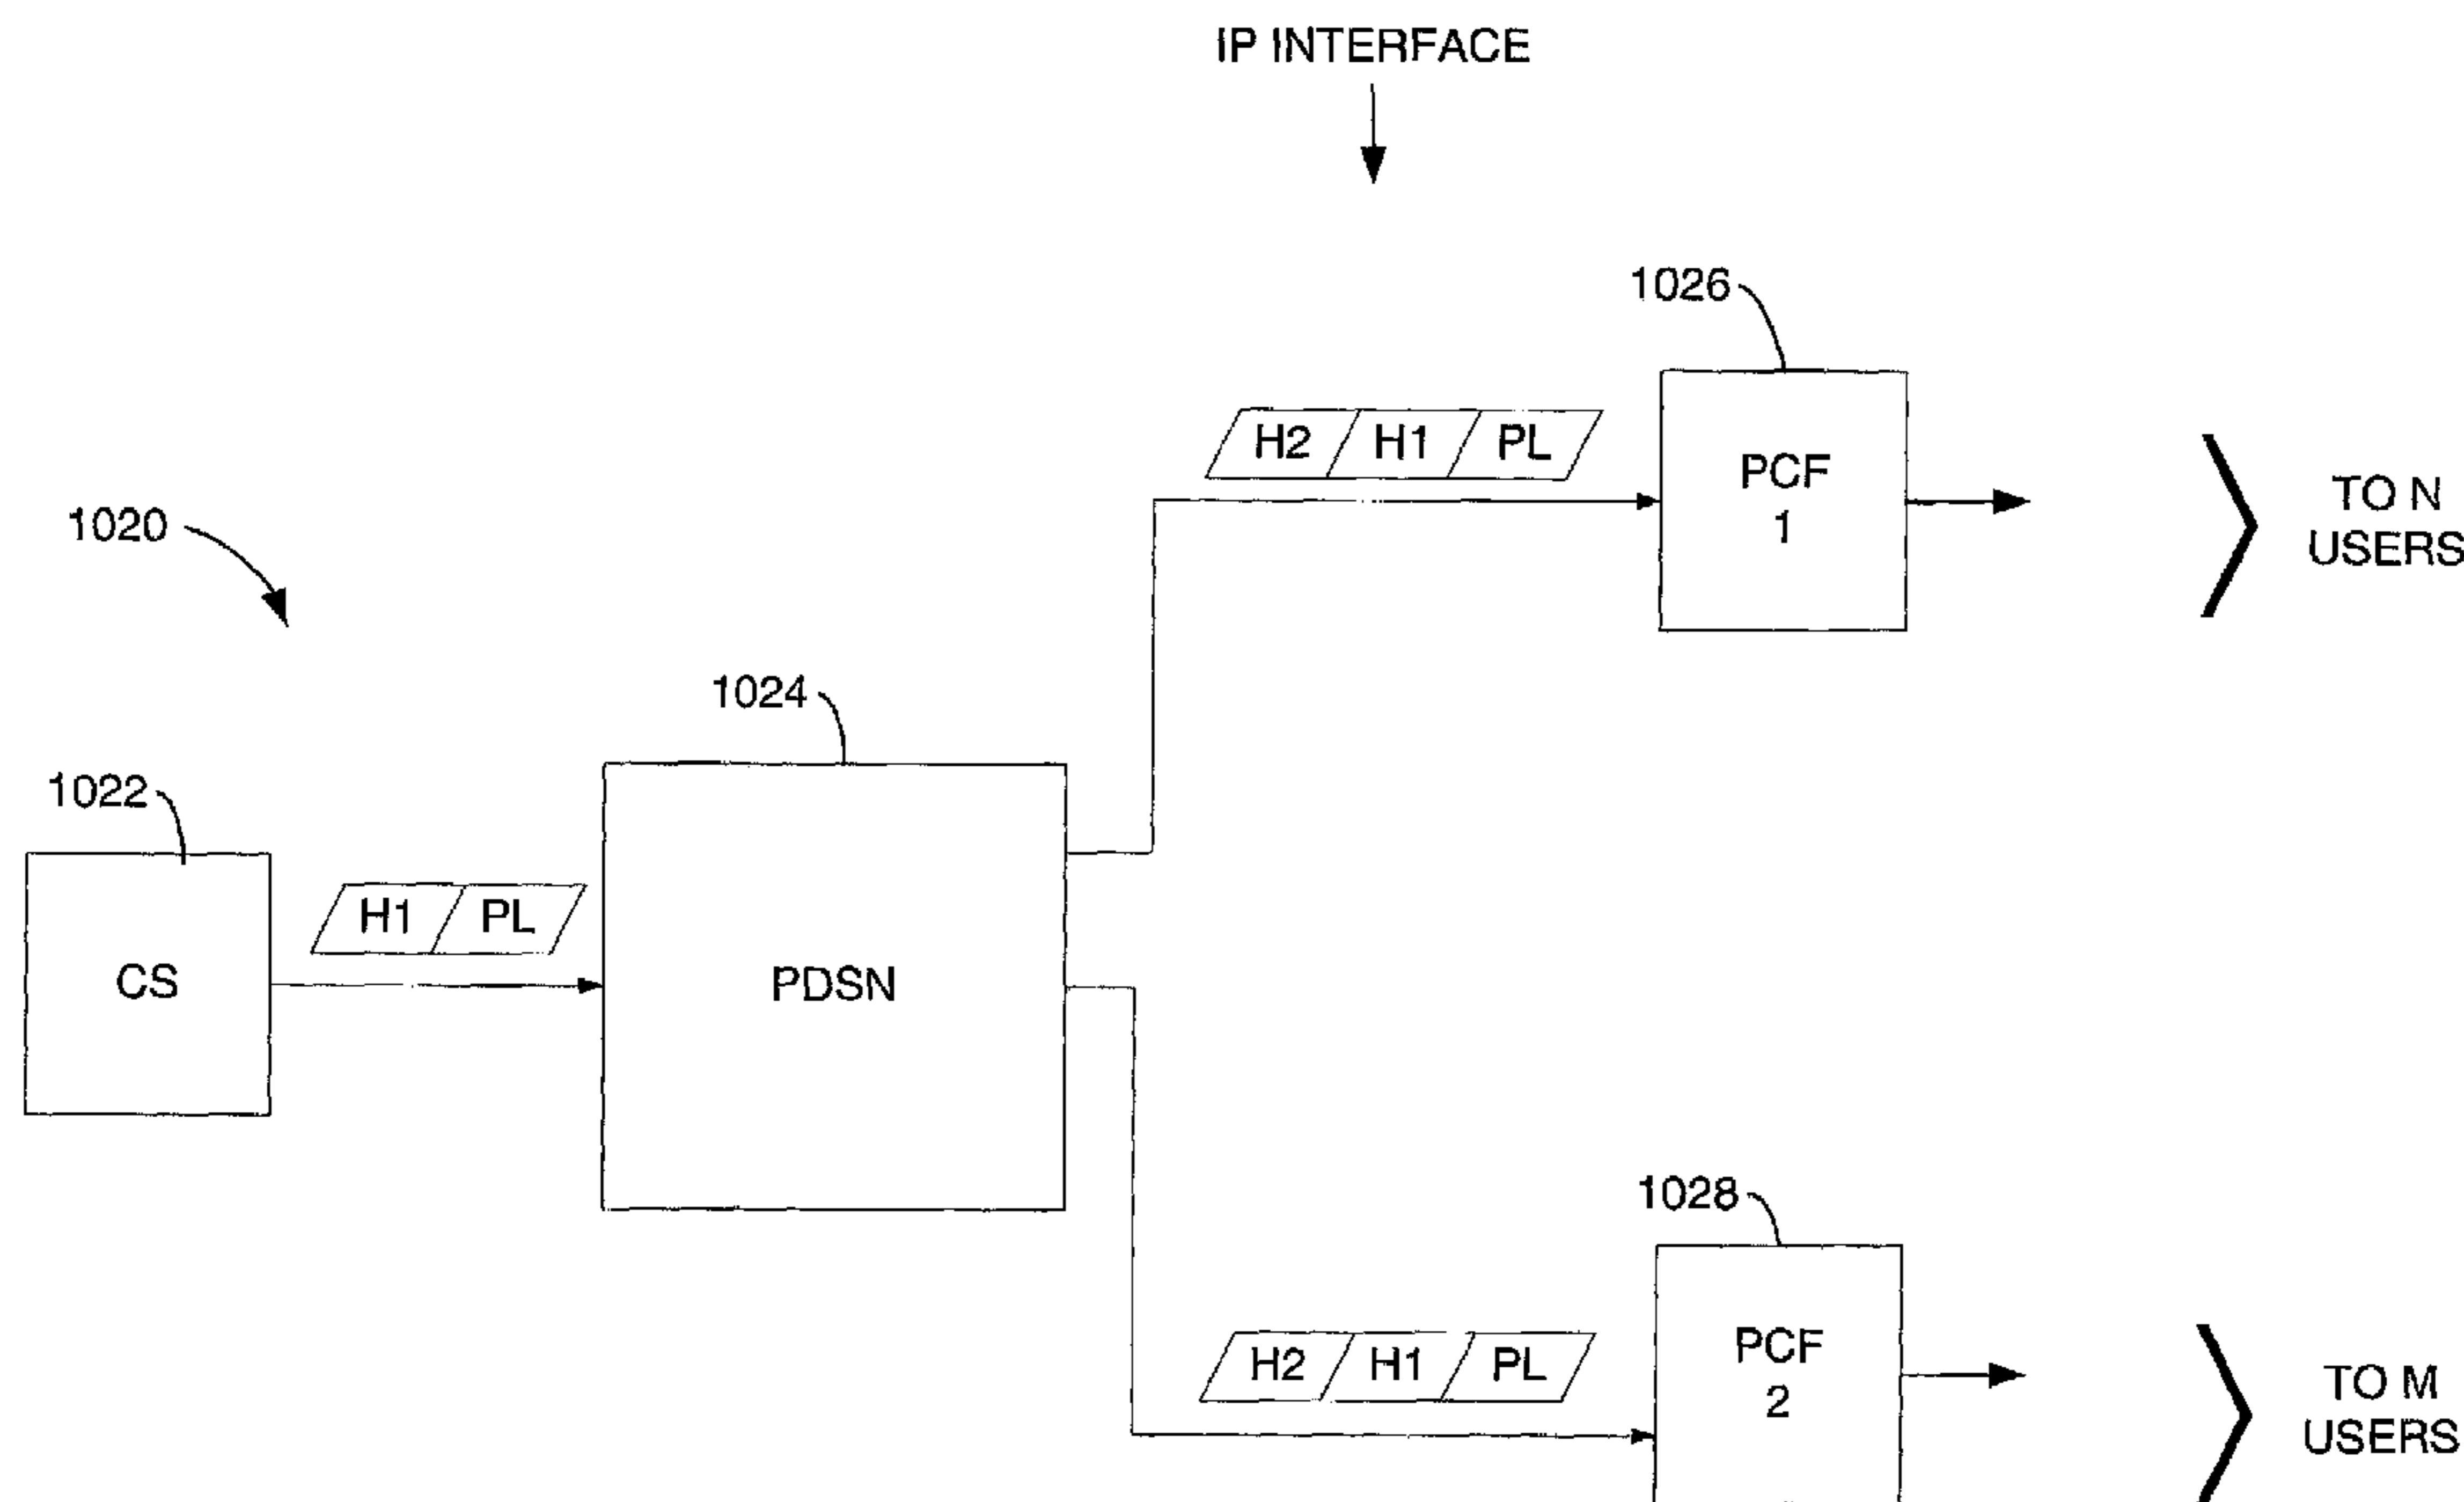 IP INTERFACE
1026
H2 H1 PL
PCF
1
TO N
USERS
1020
1024
1022
H1 PL
CS
PDSN
1028
H2 H1 PL
PCF
2
TO M
USERS